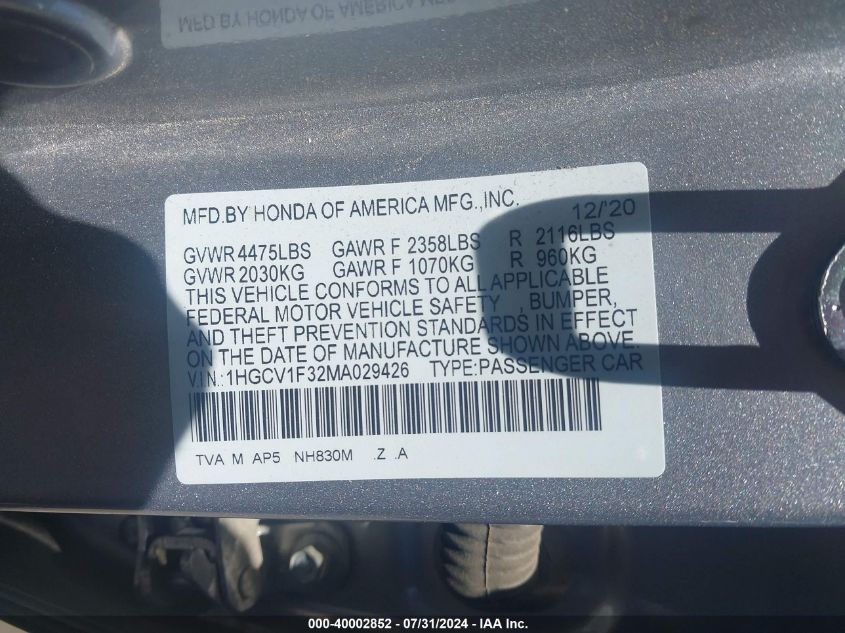 MFD BY HONDA OF AMERICA MFG
MFD.BY HONDA OF AMERICA MFG.,INC. 12/'20
GVWR 4475LBS GAWR F 2358LBS R 2116LBS
GVWR 2030KG GAWR F 1070KG R 960KG
THIS VEHICLE CONFORMS TO ALL APPLICABLE
FEDERAL MOTOR VEHICLE SAFETY , BUMPER,
AND THEFT PREVENTION STANDARDS IN EFFECT
ON THE DATE OF MANUFACTURE SHOWN ABOVE.
V.I.N.:1HGCV1F32MA029426 TYPE:PASSENGER CAR
TVA M AP5 NH830M .Z .A
000-40002852 - 07/31/2024 - IAA Inc.